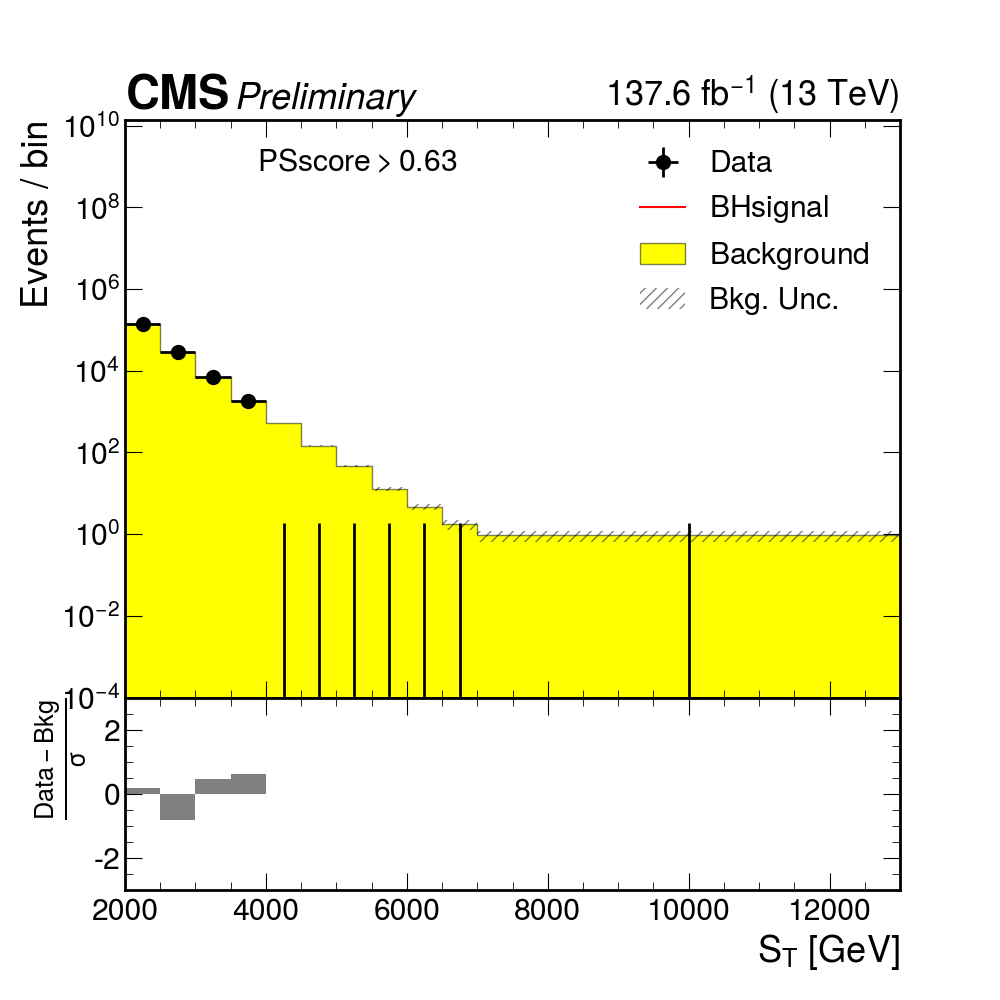 CMS Preliminary 137.6 fb⁻¹ (13 TeV)
Events / bin
PSscore > 0.63
Data
BHsignal
Background
Bkg. Unc.
10¹⁰
10⁸
10⁶
10⁴
10²
10⁰
10⁻²
10⁻⁴
Data – Bkg
σ
2
0
-2
2000 4000 6000 8000 10000 12000
S_T [GeV]